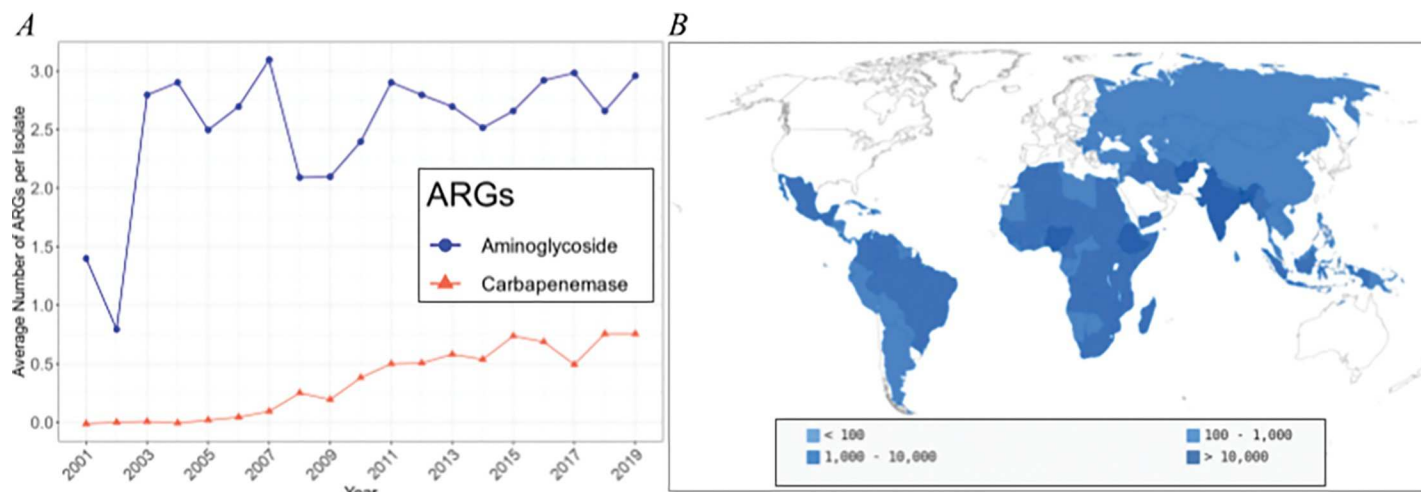 A
B
Average Number of ARGs per Isolate
3.0
2.5
2.0
1.5
1.0
0.5
0.0
ARGs
Aminoglycoside
Carbapenemase
2001
2003
2005
2007
2009
2011
2013
2015
2017
2019
Year
< 100
100 - 1,000
1,000 - 10,000
> 10,000